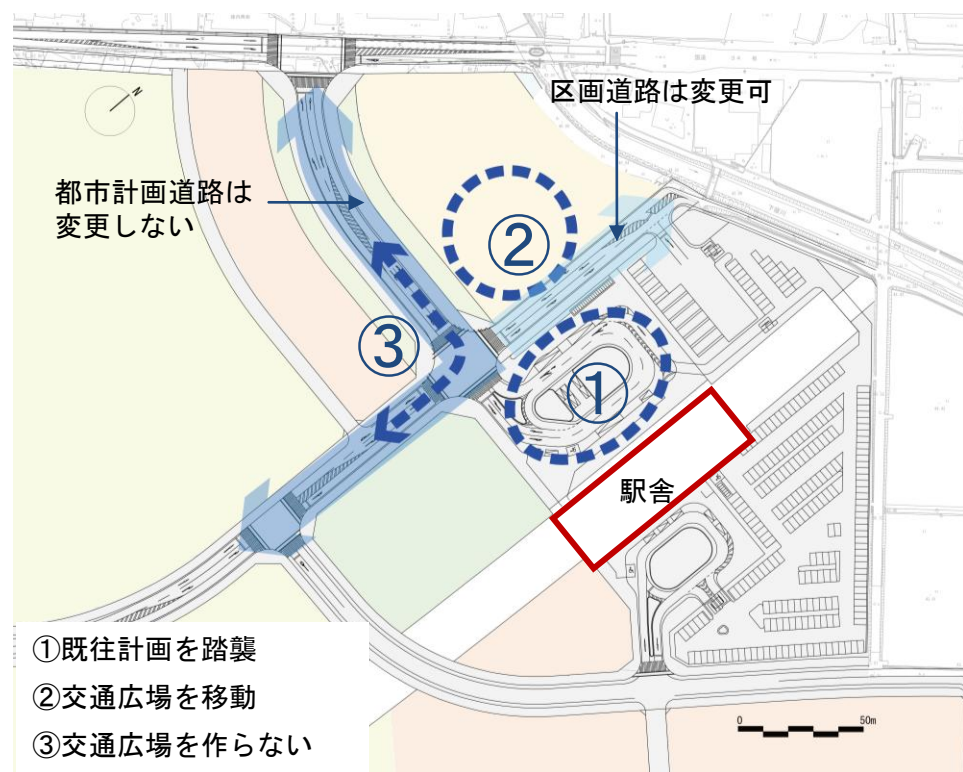 区画道路は変更可
N
都市計画道路は
変更しない
②
③
①
駅舎
①既往計画を踏襲
②交通広場を移動
③交通広場を作らない
0
50m